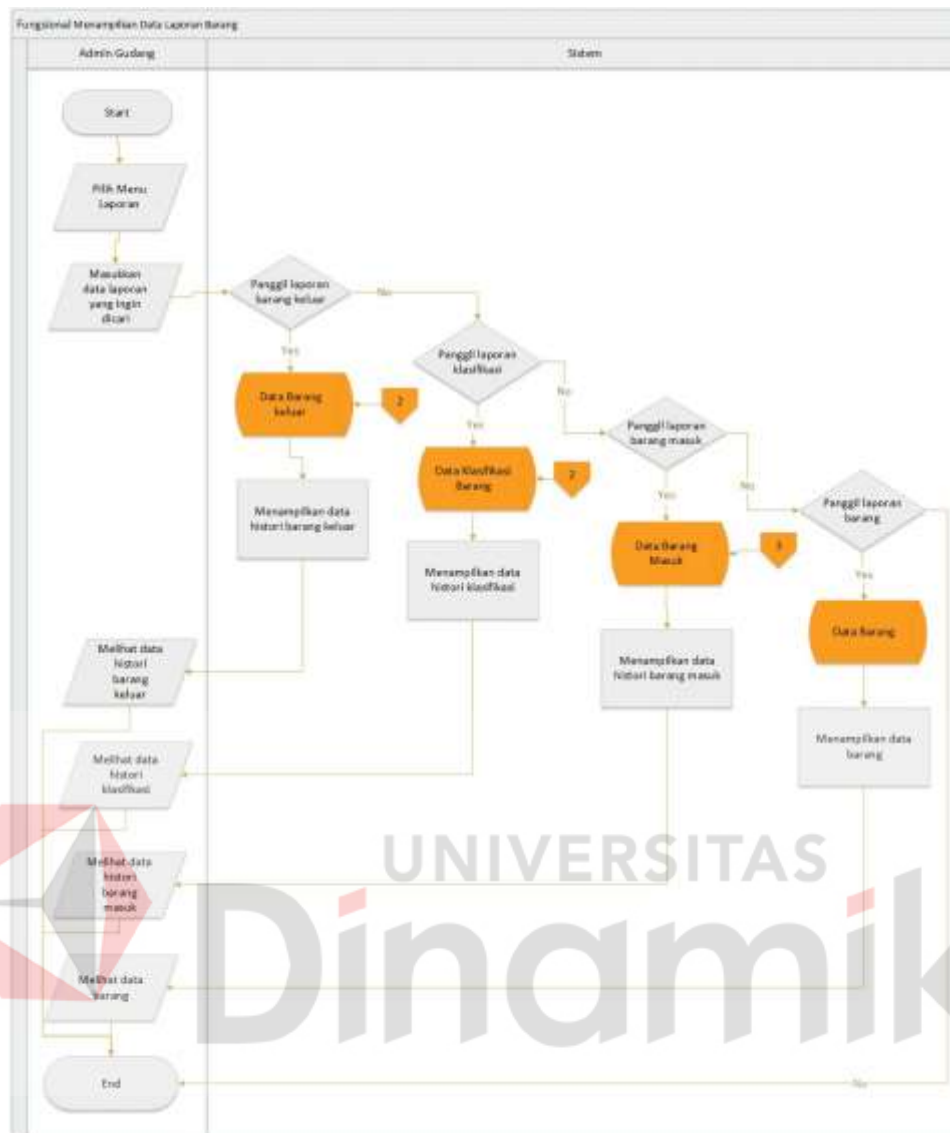 Fungsional Menampilkan Data Laporan Barang
Admin Gudang
Sistem
Start
Pilih Menu
Laporan
Masukkan
data laporan
yang ingin
dicari
Panggil laporan
barang keluar
No
Panggil laporan
klasifikasi
Yes
Data Barang
keluar
2
No
Panggil laporan
barang masuk
Yes
Data Klasifikasi
Barang
2
No
Panggil laporan
barang
Menampilkan data
histori barang keluar
Yes
Data Barang
Masuk
3
Menampilkan data
histori klasifikasi
Yes
Data Barang
Melihat data
histori
barang
keluar
Menampilkan data
histori barang masuk
Menampilkan data
barang
Melihat data
histori
klasifikasi
Melihat data
histori
barang
masuk
Melihat data
barang
End
No
UNIVERSITAS
Dinamik